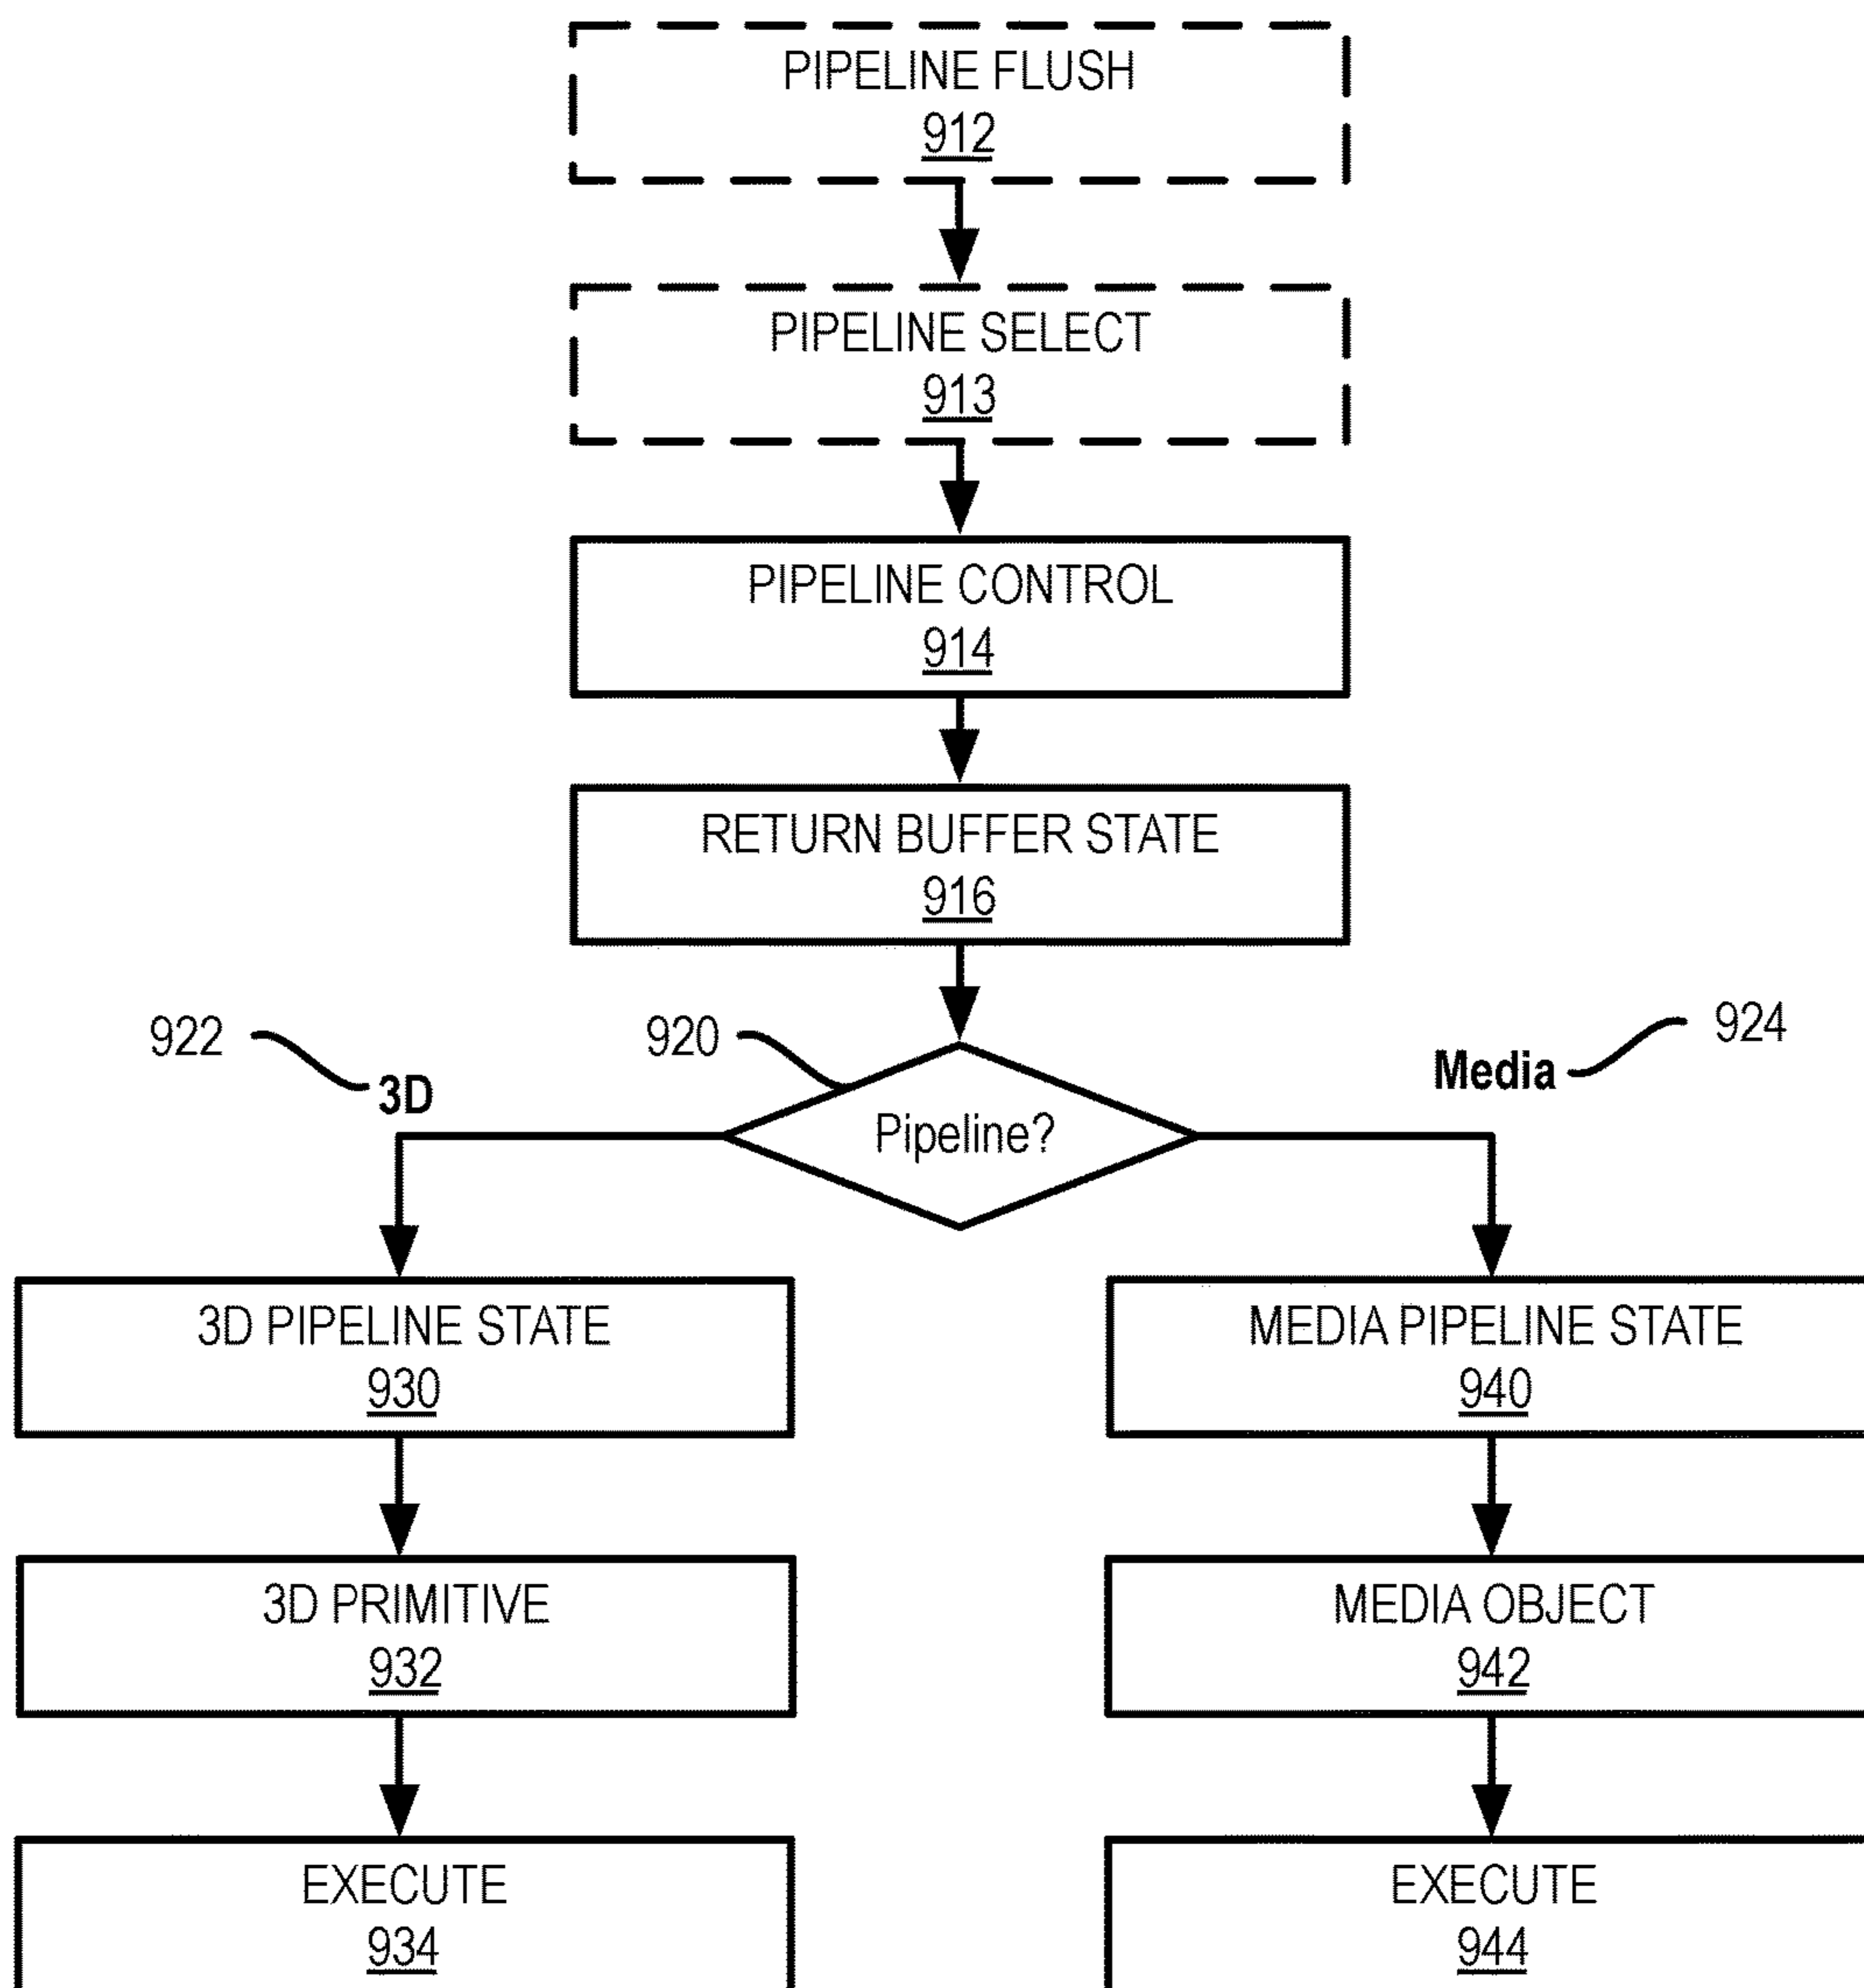 PIPELINE FLUSH
912
PIPELINE SELECT
913
PIPELINE CONTROL
914
RETURN BUFFER STATE
916
922
920
924
3D
Media
Pipeline?
3D PIPELINE STATE
930
MEDIA PIPELINE STATE
940
3D PRIMITIVE
932
MEDIA OBJECT
942
EXECUTE
934
EXECUTE
944